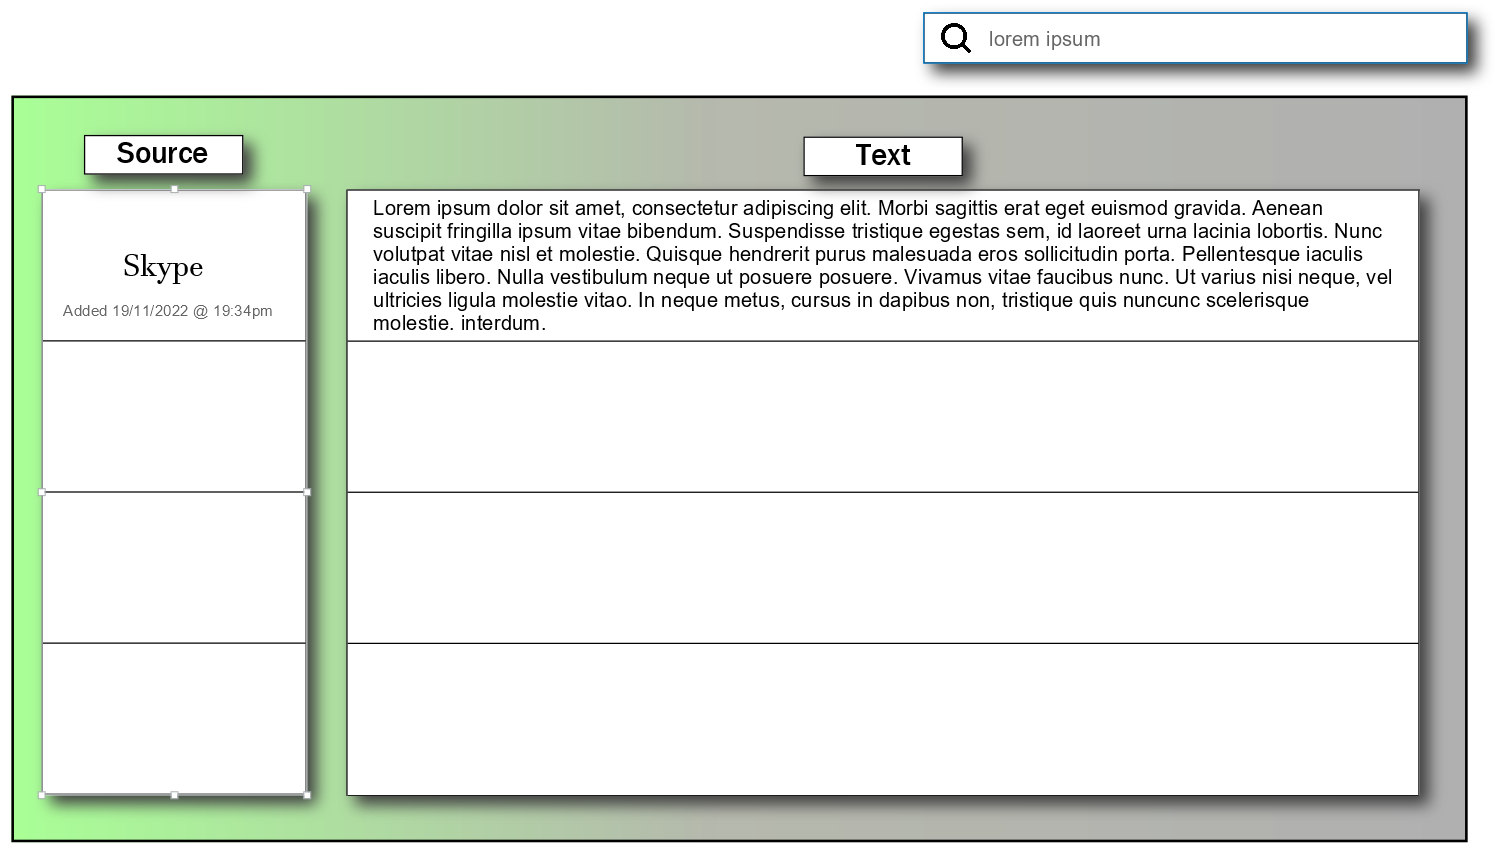 lorem ipsum
Source
Text
Skype
Added 19/11/2022 @ 19:34pm
Lorem ipsum dolor sit amet, consectetur adipiscing elit. Morbi sagittis erat eget euismod gravida. Aenean
suscipit fringilla ipsum vitae bibendum. Suspendisse tristique egestas sem, id laoreet urna lacinia lobortis. Nunc
volutpat vitae nisl et molestie. Quisque hendrerit purus malesuada eros sollicitudin porta. Pellentesque iaculis
iaculis libero. Nulla vestibulum neque ut posuere posuere. Vivamus vitae faucibus nunc. Ut varius nisi neque, vel
ultricies ligula molestie vitao. In neque metus, cursus in dapibus non, tristique quis nuncunc scelerisque
molestie. interdum.